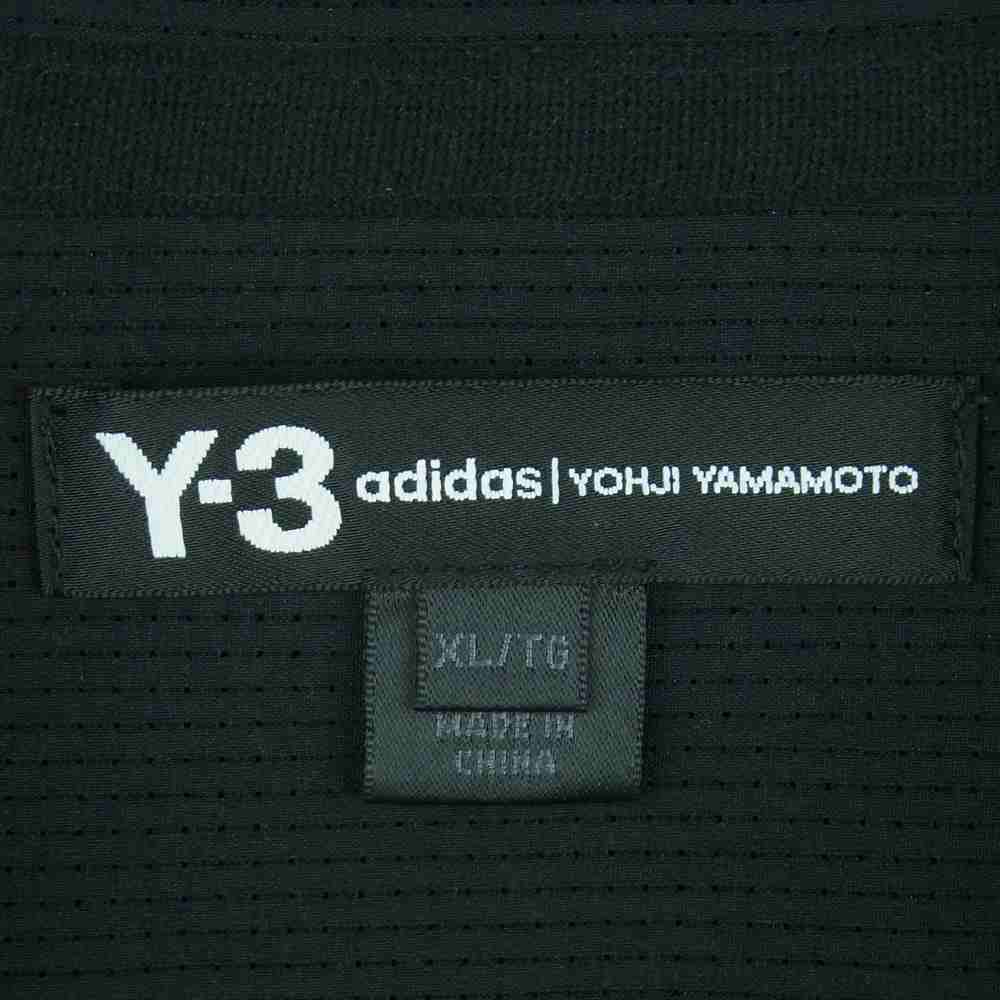 Y-3 adidas | YOHJI YAMAMOTO
XL/TG
MADE IN
CHINA